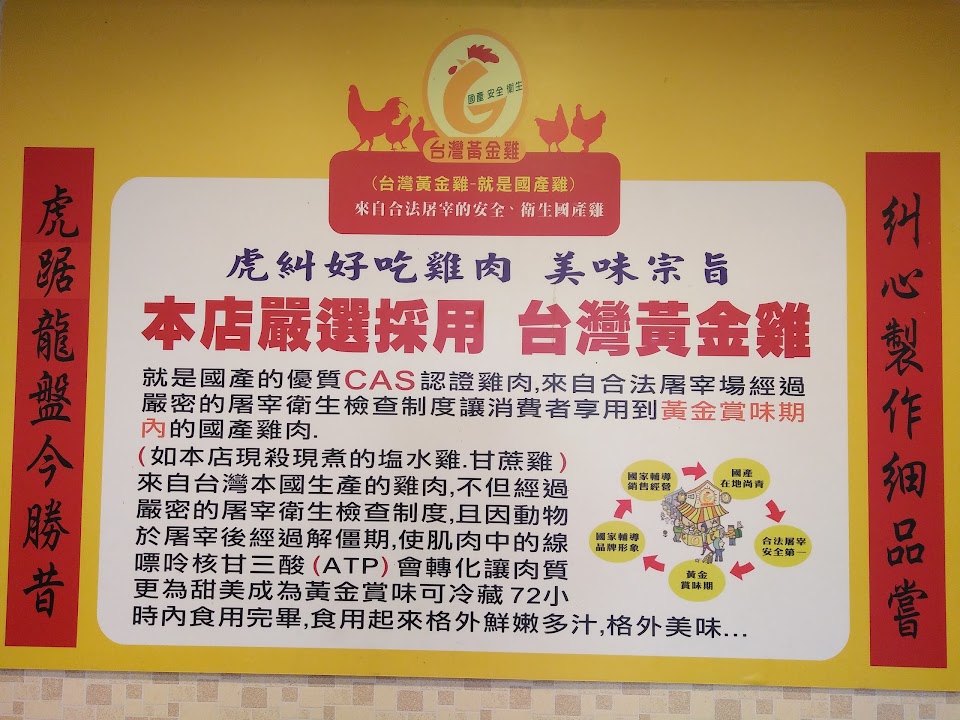 國產 安全 衛生
台灣黃金雞
(台灣黃金雞-就是國產雞)
來自合法屠宰的安全、衛生國產雞
虎踞龍盤今勝昔
糾心製作細品嘗
虎糾好吃雞肉 美味宗旨
本店嚴選採用 台灣黃金雞
就是國產的優質CAS認證雞肉,來自合法屠宰場經過
嚴密的屠宰衛生檢查制度讓消費者享用到黃金賞味期
內的國產雞肉.
(如本店現殺現煮的塩水雞.甘蔗雞)
來自台灣本國生產的雞肉,不但經過
嚴密的屠宰衛生檢查制度,且因動物
於屠宰後經過解僵期,使肌肉中的線
嘌呤核甘三酸(ATP)會轉化讓肉質
更為甜美成為黃金賞味可冷藏72小
時內食用完畢,食用起來格外鮮嫩多汁,格外美味...
國產
在地尚青
合法屠宰
安全第一
黃金
賞味期
國家輔導
品牌形象
國家輔導
銷售經營